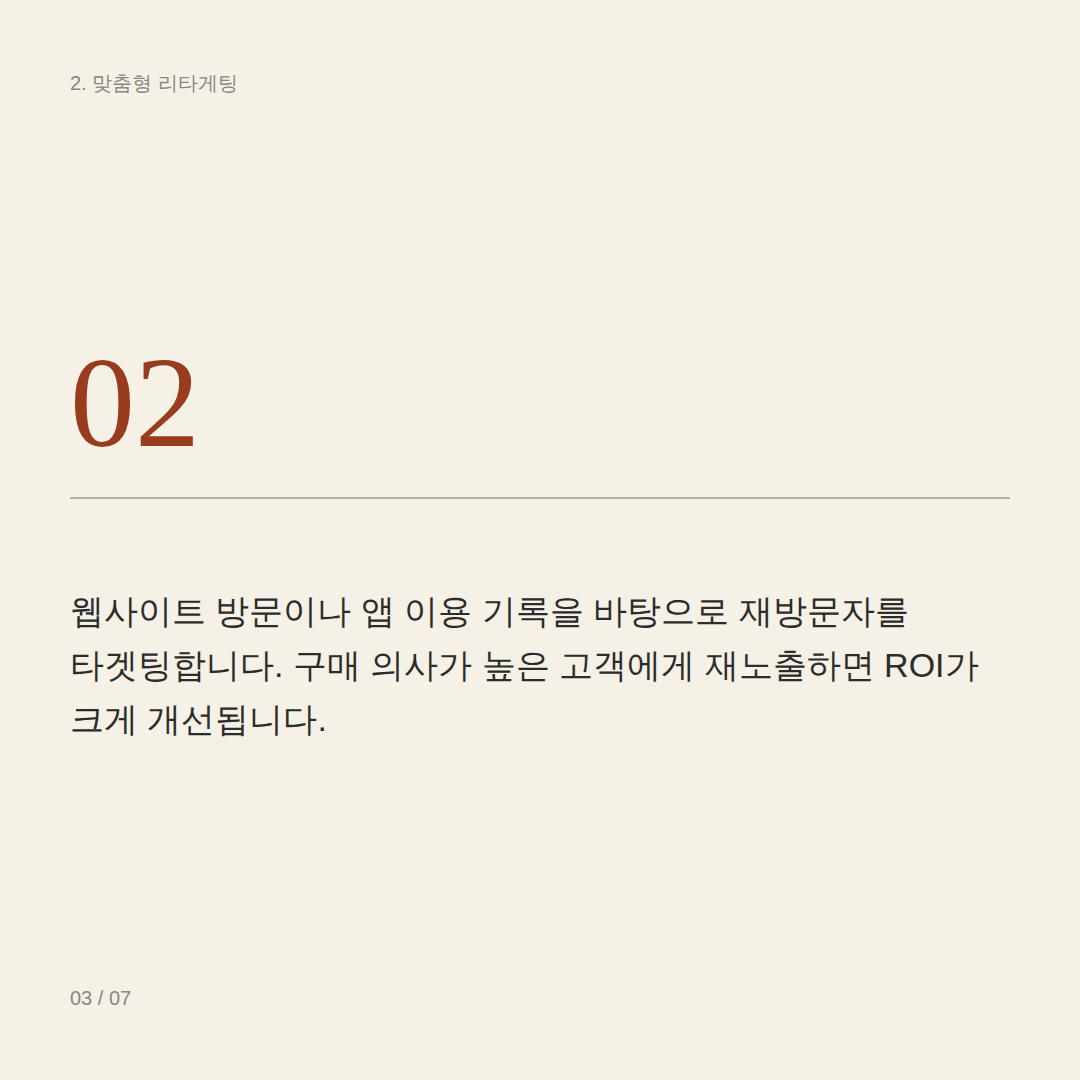 2. 맞춤형 리타게팅
02
웹사이트 방문이나 앱 이용 기록을 바탕으로 재방문자를
타겟팅합니다. 구매 의사가 높은 고객에게 재노출하면 ROI가
크게 개선됩니다.
03 / 07